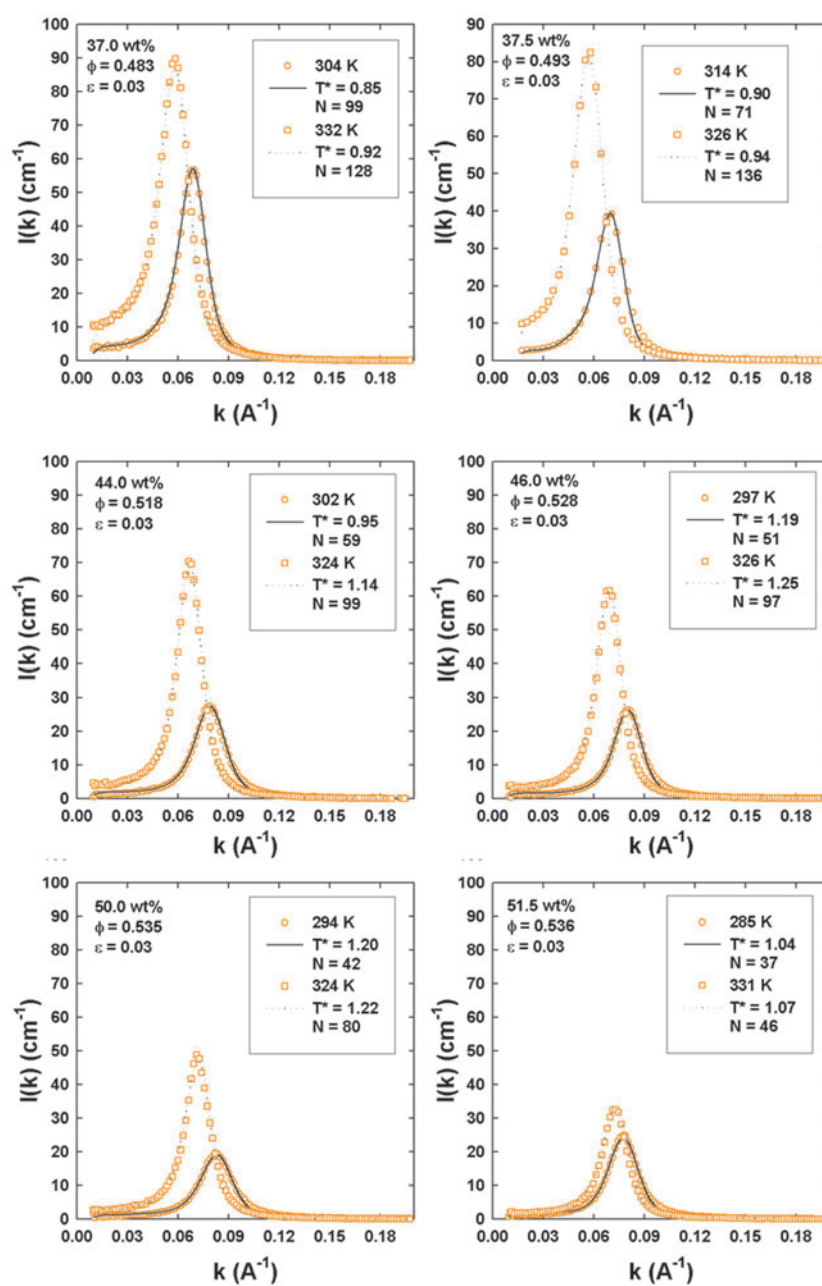 37.0 wt%
ϕ = 0.483
ε = 0.03
304 K
T* = 0.85
N = 99
332 K
T* = 0.92
N = 128
100
90
80
70
60
50
40
30
20
10
0
I(k) (cm⁻¹)
0.00 0.03 0.06 0.09 0.12 0.15 0.18
k (A⁻¹)
37.5 wt%
ϕ = 0.493
ε = 0.03
314 K
T* = 0.90
N = 71
326 K
T* = 0.94
N = 136
90
80
70
60
50
40
30
20
10
0
I(k) (cm⁻¹)
0.00 0.03 0.06 0.09 0.12 0.15 0.18
k (A⁻¹)
44.0 wt%
ϕ = 0.518
ε = 0.03
302 K
T* = 0.95
N = 59
324 K
T* = 1.14
N = 99
100
90
80
70
60
50
40
30
20
10
0
I(k) (cm⁻¹)
0.00 0.03 0.06 0.09 0.12 0.15 0.18
k (A⁻¹)
46.0 wt%
ϕ = 0.528
ε = 0.03
297 K
T* = 1.19
N = 51
326 K
T* = 1.25
N = 97
100
90
80
70
60
50
40
30
20
10
0
I(k) (cm⁻¹)
0.00 0.03 0.06 0.09 0.12 0.15 0.18
k (A⁻¹)
50.0 wt%
ϕ = 0.535
ε = 0.03
294 K
T* = 1.20
N = 42
324 K
T* = 1.22
N = 80
100
90
80
70
60
50
40
30
20
10
0
I(k) (cm⁻¹)
0.00 0.03 0.06 0.09 0.12 0.15 0.18
k (A⁻¹)
51.5 wt%
ϕ = 0.536
ε = 0.03
285 K
T* = 1.04
N = 37
331 K
T* = 1.07
N = 46
100
90
80
70
60
50
40
30
20
10
0
I(k) (cm⁻¹)
0.00 0.03 0.06 0.09 0.12 0.15 0.18
k (A⁻¹)